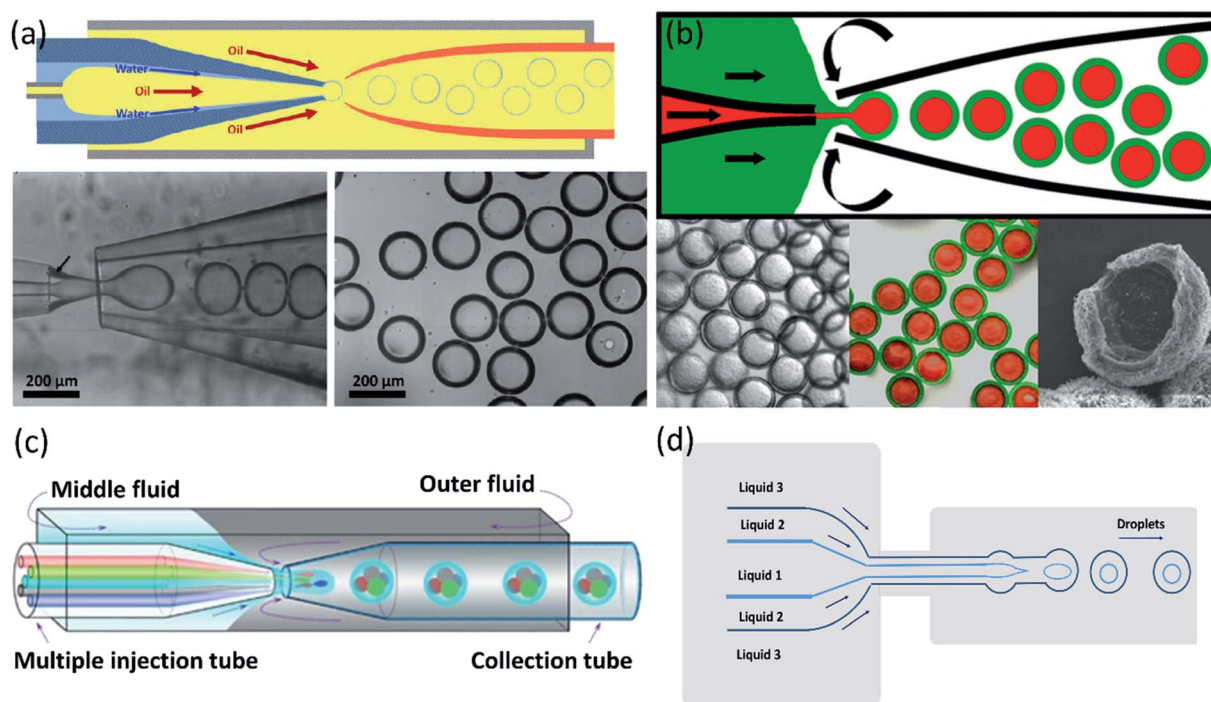 (a)
Oil
Water
Oil
Water
Oil
200 μm
200 μm
(b)
(c)
Middle fluid
Outer fluid
Multiple injection tube
Collection tube
(d)
Liquid 3
Liquid 2
Droplets
Liquid 1
Liquid 2
Liquid 3